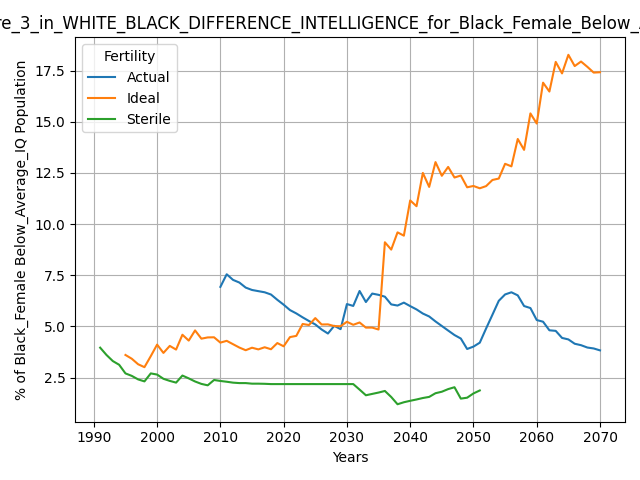 re_3_in_WHITE_BLACK_DIFFERENCE_INTELLIGENCE_for_Black_Female_Below_
Fertility
Actual
Ideal
Sterile
% of Black_Female Below_Average_IQ Population
17.5
15.0
12.5
10.0
7.5
5.0
2.5
1990 2000 2010 2020 2030 2040 2050 2060 2070
Years